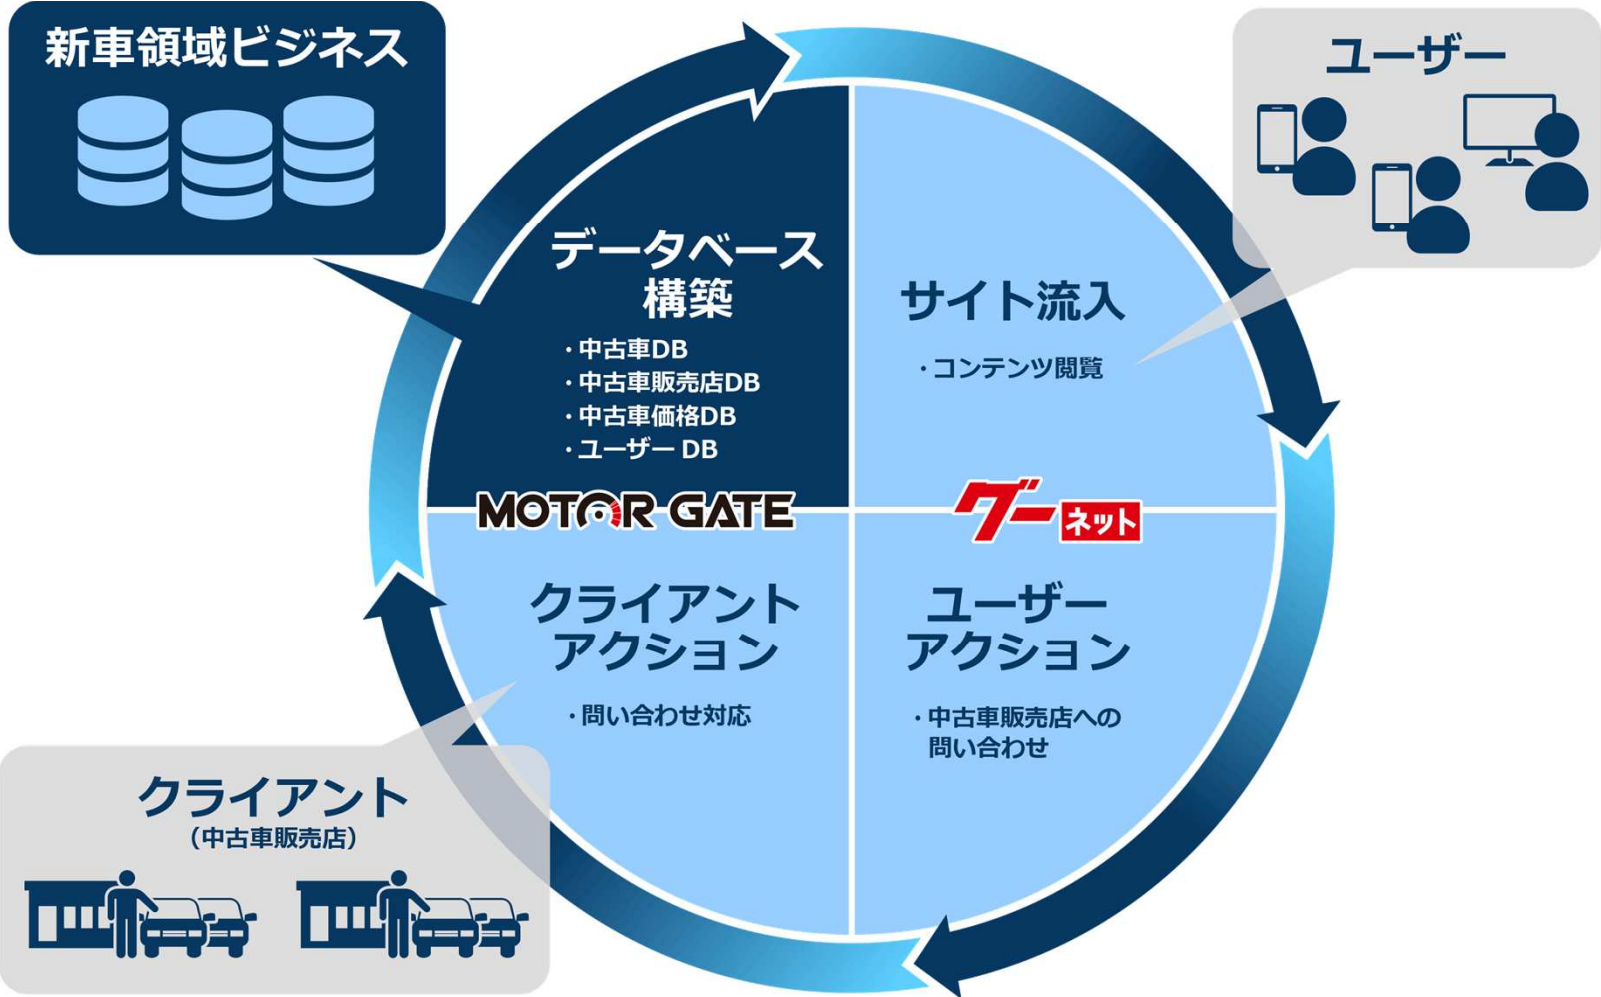 新車領域ビジネス
ユーザー
データベース
構築
・中古車DB
・中古車販売店DB
・中古車価格DB
・ユーザー DB
サイト流入
・コンテンツ閲覧
MOTOR GATE
グーネット
クライアント
アクション
・問い合わせ対応
ユーザー
アクション
・中古車販売店への
問い合わせ
クライアント
（中古車販売店）